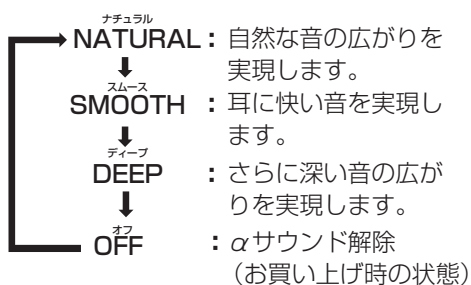 ナチュラル
NATURAL：自然な音の広がりを
実現します。
スムース
SMOOTH：耳に快い音を実現し
ます。
ディープ
DEEP：さらに深い音の広が
りを実現します。
オフ
OFF：αサウンド解除
（お買い上げ時の状態）